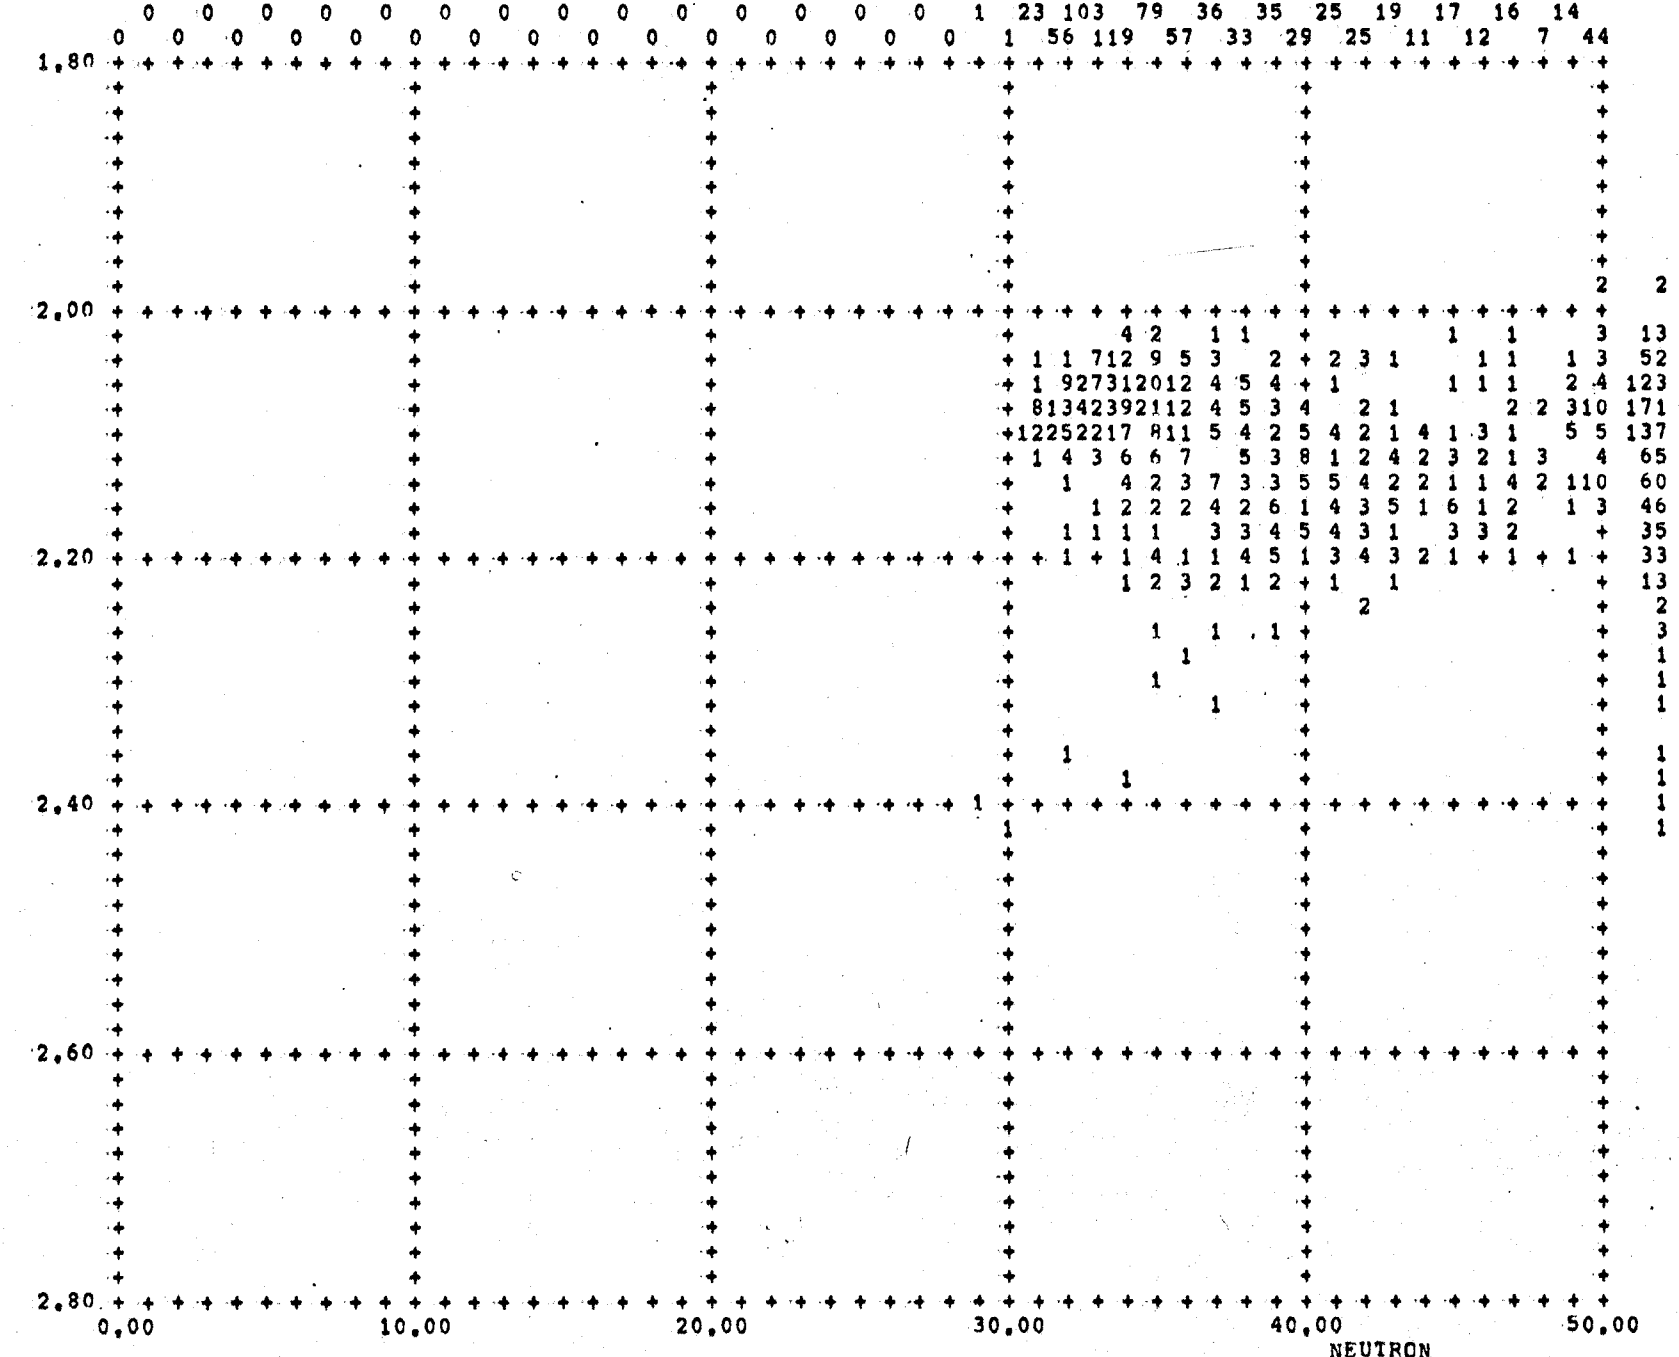 0 0 0 0 0 0 0 0 0 0 0 0 0 0 1 23 103 79 36 35 25 19 17 16 14
0 0 0 0 0 0 0 0 0 0 0 0 0 0 0 1 56 119 57 33 29 25 11 12 7 44
1,80 + + + + + + + + + + + + + + + + + + + + + + + + + + + + + + + + + + + + + + + + + + + + + + + + + + +
+ + + + + +
+ + + + + +
+ + + + + +
+ + + + + +
+ + + + + +
+ + + + + +
+ + + + + +
+ + + + + +
+ + + + + 2 2
2,00 + + + + + + + + + + + + + + + + + + + + + + + + + + + + + + + + + + + + + + + + + + + + + + + + + + +
+ + + + 4 2 1 1 + 1 1 3 13
+ + + + 1 1 712 9 5 3 2 + 2 3 1 1 1 1 3 52
+ + + + 1 927312012 4 5 4 + 1 1 1 1 2 4 123
+ + + + 81342392112 4 5 3 4 2 1 2 2 310 171
+ + + +12252217 811 5 4 2 5 4 2 1 4 1 3 1 5 5 137
+ + + + 1 4 3 6 6 7 5 3 8 1 2 4 2 3 2 1 3 4 65
+ + + + 1 4 2 3 7 3 3 5 5 4 2 2 1 1 4 2 110 60
+ + + + 1 2 2 2 4 2 6 1 4 3 5 1 6 1 2 1 3 46
+ + + + 1 1 1 1 3 3 4 5 4 3 1 3 3 2 + 35
2,20 + + + + + + + + + + + + + + + + + + + + + + + + + + + + + + + + 1 + 1 4 1 1 4 5 1 3 4 3 2 1 + 1 + 1 + 33
+ + + + 1 2 3 2 1 2 + 1 1 + 13
+ + + + + 2 + 2
+ + + + 1 1 1 + + 3
+ + + + 1 + + 1
+ + + + 1 + + 1
+ + + + 1 + + 1
+ + + + + +
+ + + + 1 + + 1
+ + + + 1 + + 1
2,40 + + + + + + + + + + + + + + + + + + + + + + + + + + + + + 1 + + + + + + + + + + + + + + + + + + + + + 1
+ + + 1 + + 1
+ + + + + +
+ + + + + +
+ + + + + +
+ + + + + +
+ + + + + +
+ + + + + +
+ + + + + +
+ + + + + +
2,60 + + + + + + + + + + + + + + + + + + + + + + + + + + + + + + + + + + + + + + + + + + + + + + + + + + +
+ + + + + +
+ + + + + +
+ + + + + +
+ + + + + +
+ + + + + +
+ + + + + +
+ + + + + +
+ + + + + +
+ + + + + +
2,80 + + + + + + + + + + + + + + + + + + + + + + + + + + + + + + + + + + + + + + + + + + + + + + + + + + +
0,00 10,00 20,00 30,00 40,00 50,00
NEUTRON